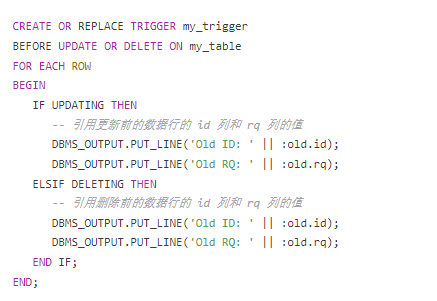 CREATE OR REPLACE TRIGGER my_trigger
BEFORE UPDATE OR DELETE ON my_table
FOR EACH ROW
BEGIN
   IF UPDATING THEN
      -- 引用更新前的数据行的 id 列和 rq 列的值
      DBMS_OUTPUT.PUT_LINE('Old ID: ' || :old.id);
      DBMS_OUTPUT.PUT_LINE('Old RQ: ' || :old.rq);
   ELSIF DELETING THEN
      -- 引用删除前的数据行的 id 列和 rq 列的值
      DBMS_OUTPUT.PUT_LINE('Old ID: ' || :old.id);
      DBMS_OUTPUT.PUT_LINE('Old RQ: ' || :old.rq);
   END IF;
END;